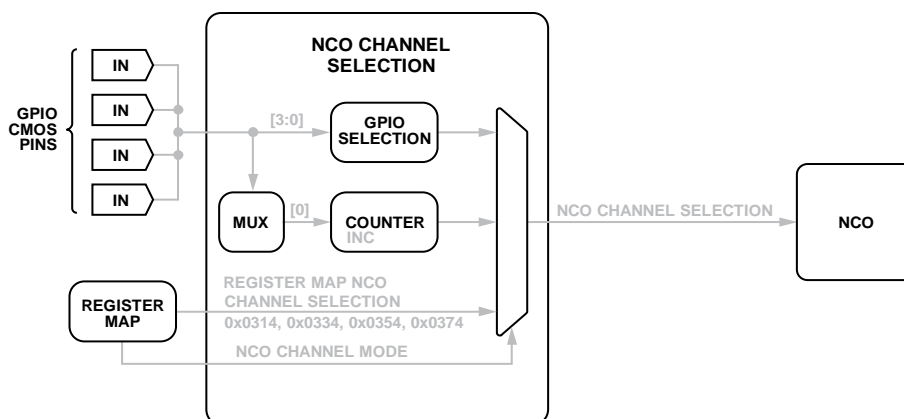 NCO CHANNEL
SELECTION
IN
IN
IN
IN
GPIO
CMOS
PINS
[3:0]
GPIO
SELECTION
MUX
[0]
COUNTER
INC
NCO CHANNEL SELECTION
NCO
REGISTER
MAP
REGISTER MAP NCO
CHANNEL SELECTION
0x0314, 0x0334, 0x0354, 0x0374
NCO CHANNEL MODE